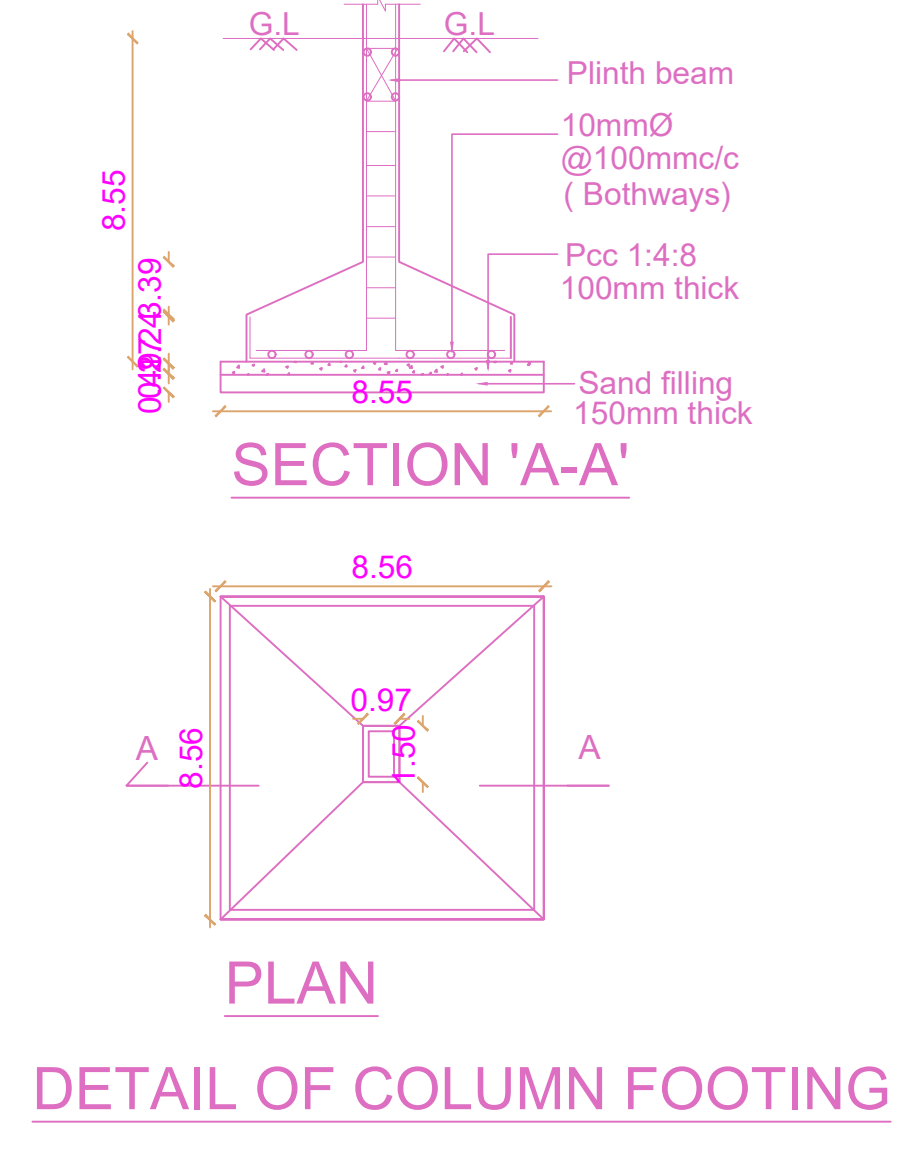 G.L
G.L
Plinth beam
10mmØ
@100mmc/c
( Bothways)
8.55
Pcc 1:4:8
100mm thick
Sand filling
150mm thick
8.55
SECTION 'A-A'
8.56
0.97
1.50
8.56
A
A
PLAN
DETAIL OF COLUMN FOOTING